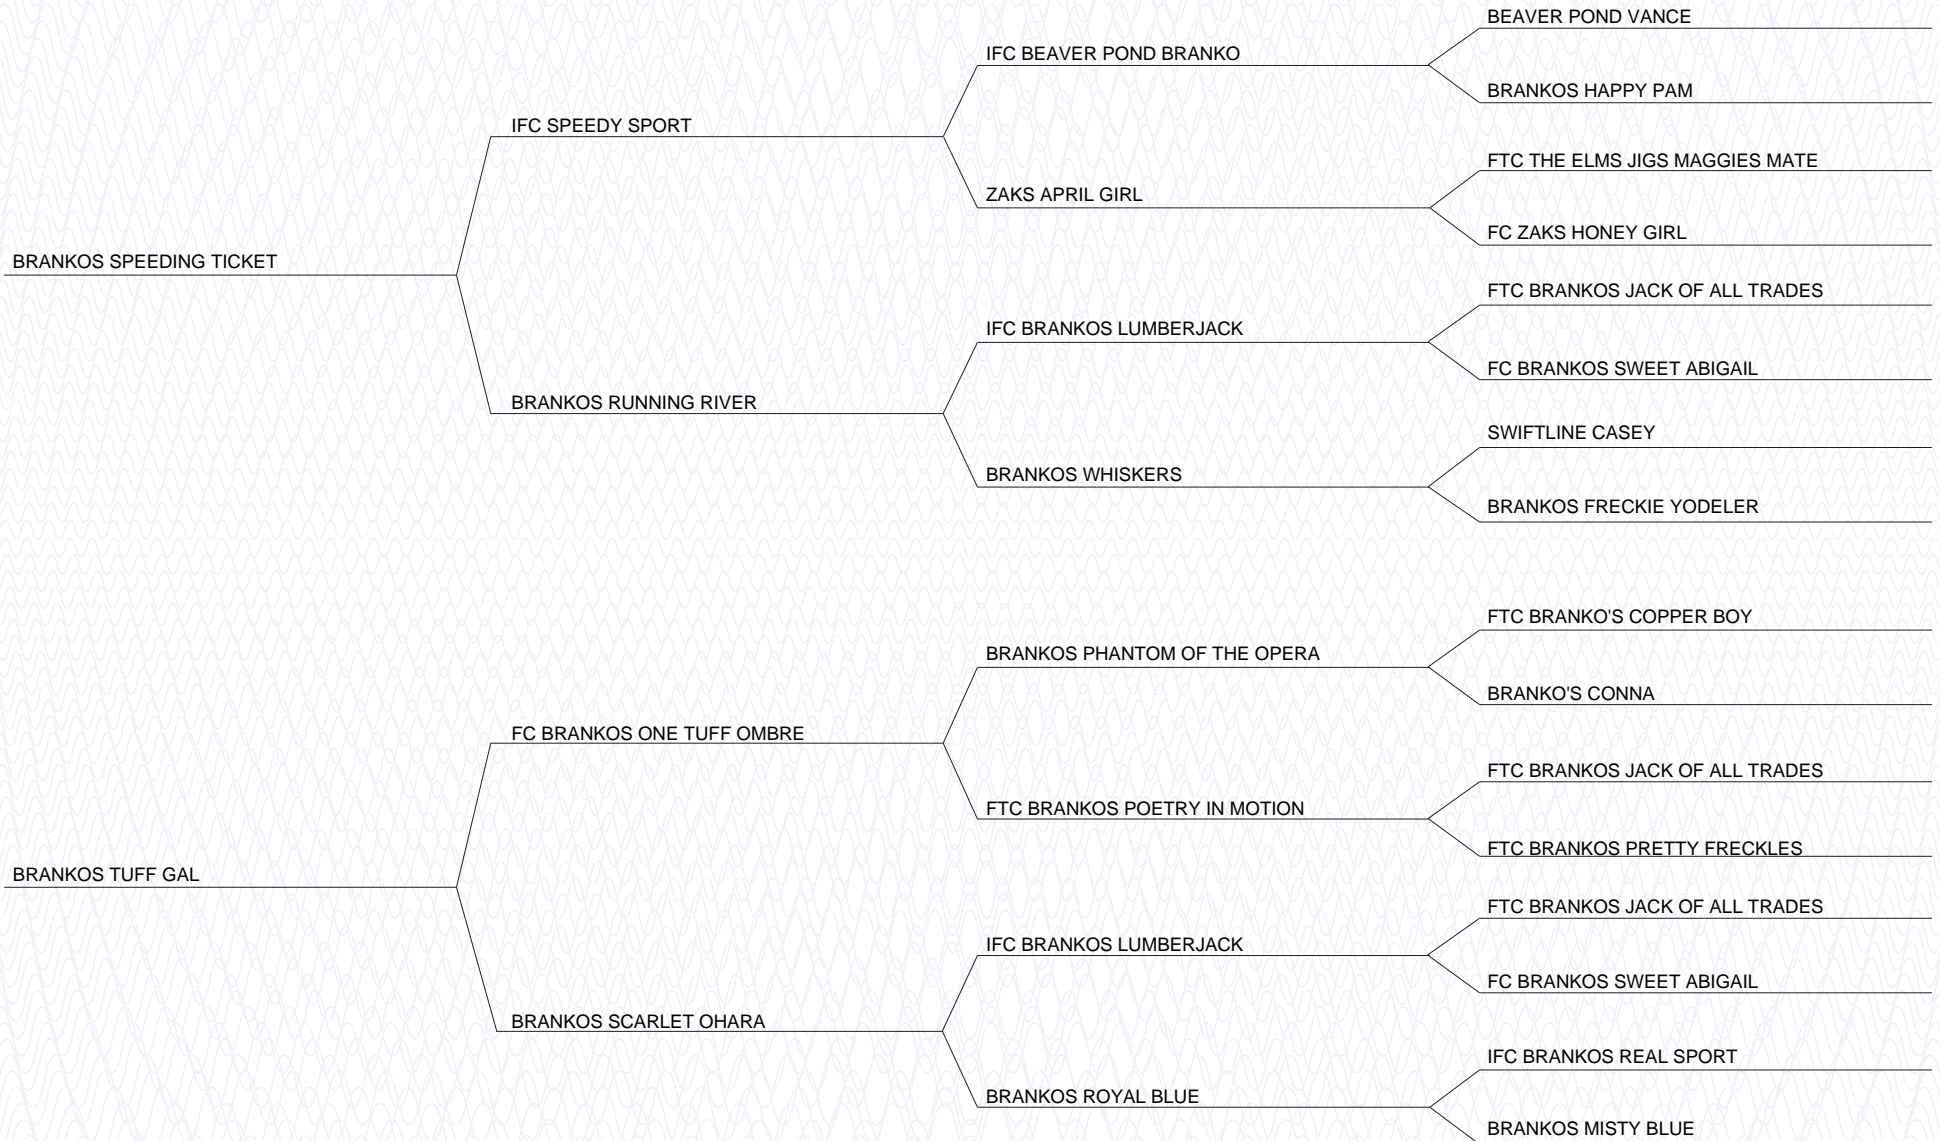 BEAVER POND VANCE
IFC BEAVER POND BRANKO
BRANKOS HAPPY PAM
IFC SPEEDY SPORT
FTC THE ELMS JIGS MAGGIES MATE
ZAKS APRIL GIRL
FC ZAKS HONEY GIRL
BRANKOS SPEEDING TICKET
FTC BRANKOS JACK OF ALL TRADES
IFC BRANKOS LUMBERJACK
FC BRANKOS SWEET ABIGAIL
BRANKOS RUNNING RIVER
SWIFTLINE CASEY
BRANKOS WHISKERS
BRANKOS FRECKIE YODELER
FTC BRANKO'S COPPER BOY
BRANKOS PHANTOM OF THE OPERA
BRANKO'S CONNA
FC BRANKOS ONE TUFF OMBRE
FTC BRANKOS JACK OF ALL TRADES
FTC BRANKOS POETRY IN MOTION
FTC BRANKOS PRETTY FRECKLES
BRANKOS TUFF GAL
FTC BRANKOS JACK OF ALL TRADES
IFC BRANKOS LUMBERJACK
FC BRANKOS SWEET ABIGAIL
BRANKOS SCARLET OHARA
IFC BRANKOS REAL SPORT
BRANKOS ROYAL BLUE
BRANKOS MISTY BLUE